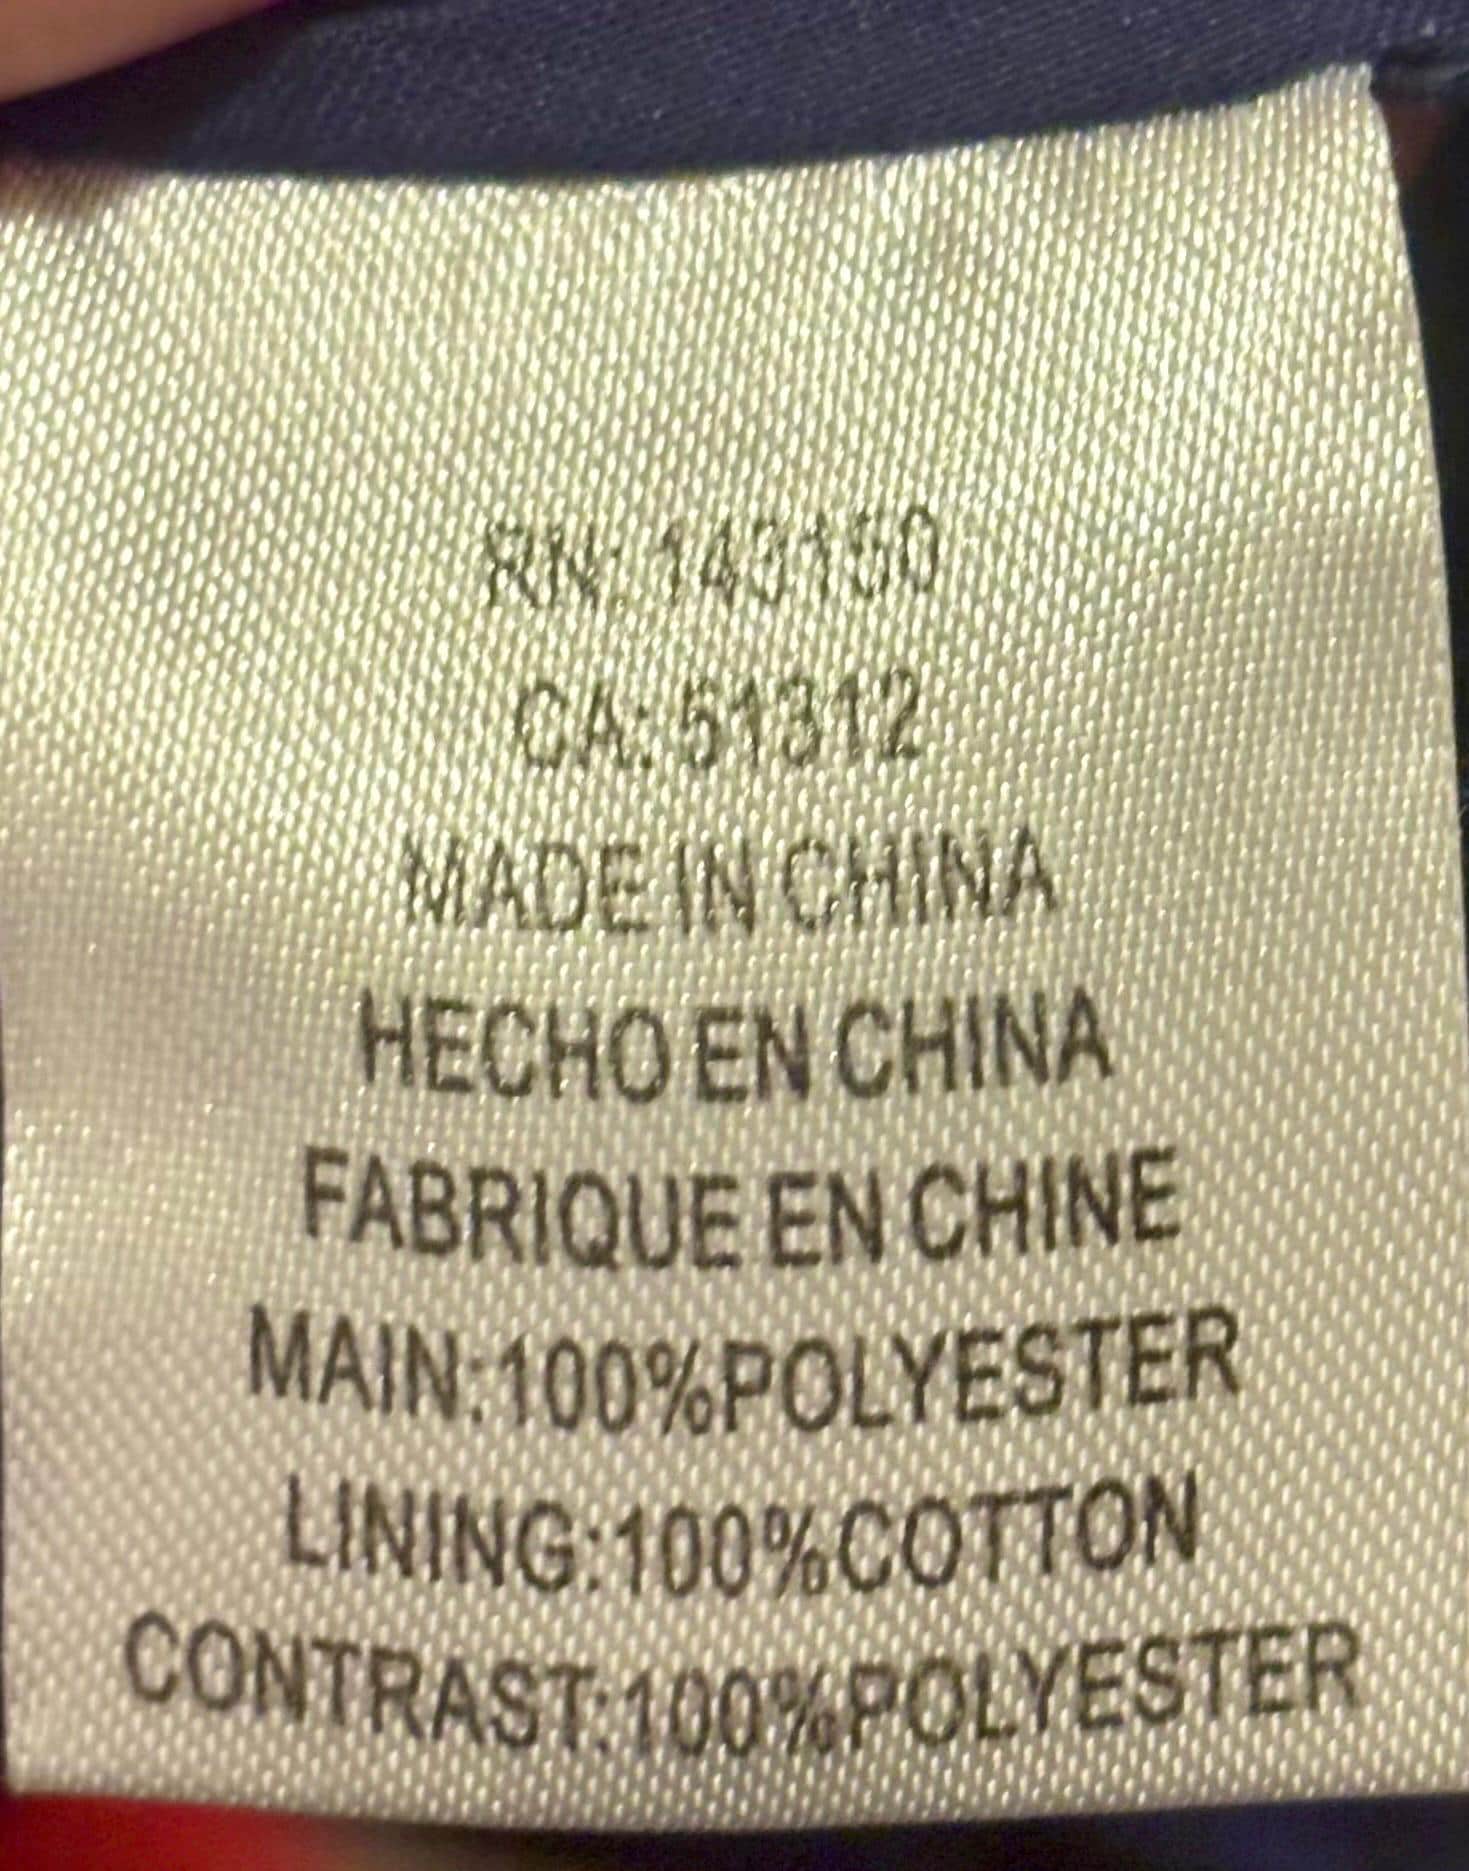 RN: 143150
CA: 51312
MADE IN CHINA
HECHO EN CHINA
FABRIQUE EN CHINE
MAIN:100%POLYESTER
LINING:100%COTTON
CONTRAST:100%POLYESTER